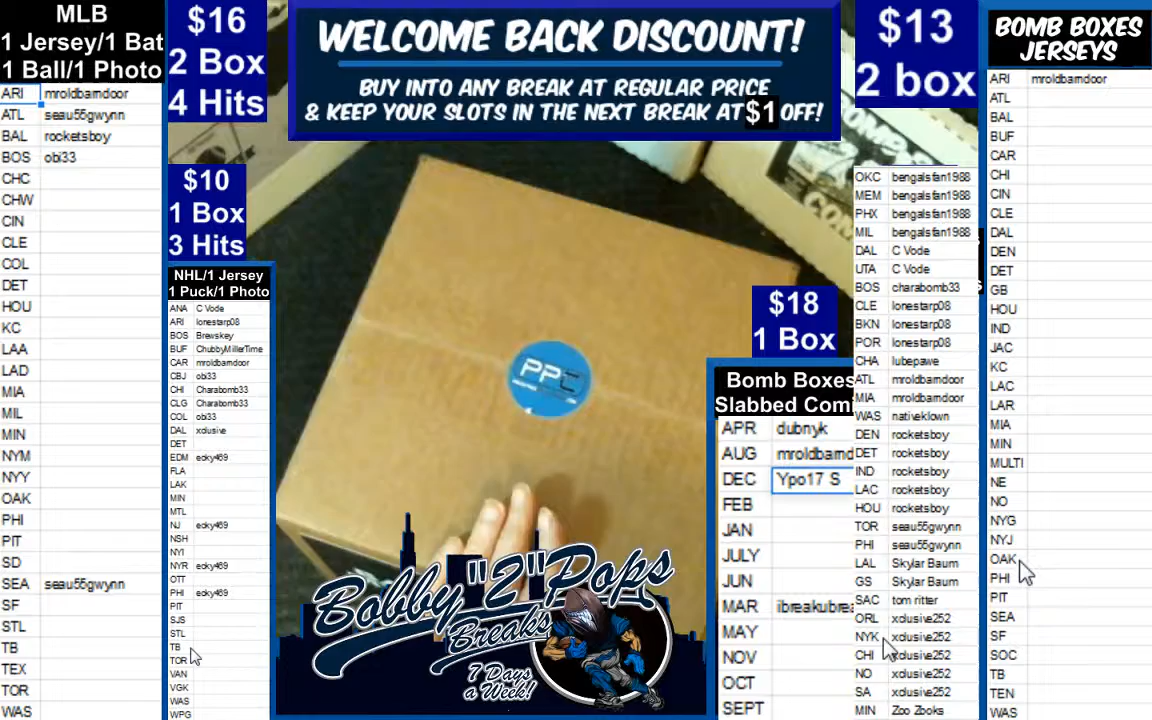 MLB
1 Jersey/1 Bat
1 Ball/1 Photo
ARI mroldbarndoor
ATL seau55gwynn
BAL rocketsboy
BOS obi33
CHC
CHW
CIN
CLE
COL
DET
HOU
KC
LAA
LAD
MIA
MIL
MIN
NYM
NYY
OAK
PHI
PIT
SD
SEA seau55gwynn
SF
STL
TB
TEX
TOR
WAS
$16
2 Box
4 Hits
$10
1 Box
3 Hits
NHL/1 Jersey
1 Puck/1 Photo
ANA C Vode
ARI lonestarp08
BOS Brewskey
BUF ChubbyMillerTime
CAR mroldbarndoor
CBJ obi33
CHI Charabomb33
CLG Charabomb33
COL obi33
DAL xclusive
DET
EDM ecky469
FLA
LAK
MIN
MTL
NJ ecky469
NSH
NYI
NYR ecky469
OTT
PHI ecky469
PIT
SJS
STL
TB
TOR
VAN
VGK
WAS
WPG
WELCOME BACK DISCOUNT!
BUY INTO ANY BREAK AT REGULAR PRICE
& KEEP YOUR SLOTS IN THE NEXT BREAK AT $1 OFF!
PPC
Bobby "2" Pops
Breaks
7 Days
a Week!
$18
1 Box
Bomb Boxes
Slabbed Comi
APR dubnyk
AUG mroldbarnd
DEC Ypo17 S
FEB
JAN
JULY
JUN
MAR ibreakubrea
MAY
NOV
OCT
SEPT
$13
2 box
OKC bengalsfan1988
MEM bengalsfan1988
PHX bengalsfan1988
MIL bengalsfan1988
DAL C Vode
UTA C Vode
BOS charabomb33
CLE lonestarp08
BKN lonestarp08
POR lonestarp08
CHA lubepawe
ATL mroldbarndoor
MIA mroldbarndoor
WAS nativeklown
DEN rocketsboy
DET rocketsboy
IND rocketsboy
LAC rocketsboy
HOU rocketsboy
TOR seau55gwynn
PHI seau55gwynn
LAL Skylar Baum
GS Skylar Baum
SAC tom ritter
ORL xclusive252
NYK xclusive252
CHI xclusive252
NO xclusive252
SA xclusive252
MIN Zoo Zooks
BOMB BOXES
JERSEYS
ARI mroldbarndoor
ATL
BAL
BUF
CAR
CHI
CIN
CLE
DAL
DEN
DET
GB
HOU
IND
JAC
KC
LAC
LAR
MIA
MIN
MULTI
NE
NO
NYG
NYJ
OAK
PHI
PIT
SEA
SF
SOC
TB
TEN
WAS